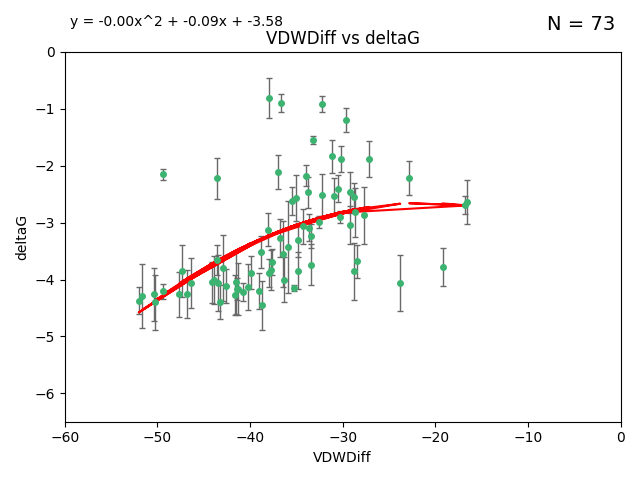 y = -0.00x^2 + -0.09x + -3.58
N = 73
VDWDiff vs deltaG
0
−1
−2
−3
−4
−5
−6
deltaG
−60
−50
−40
−30
−20
−10
0
VDWDiff